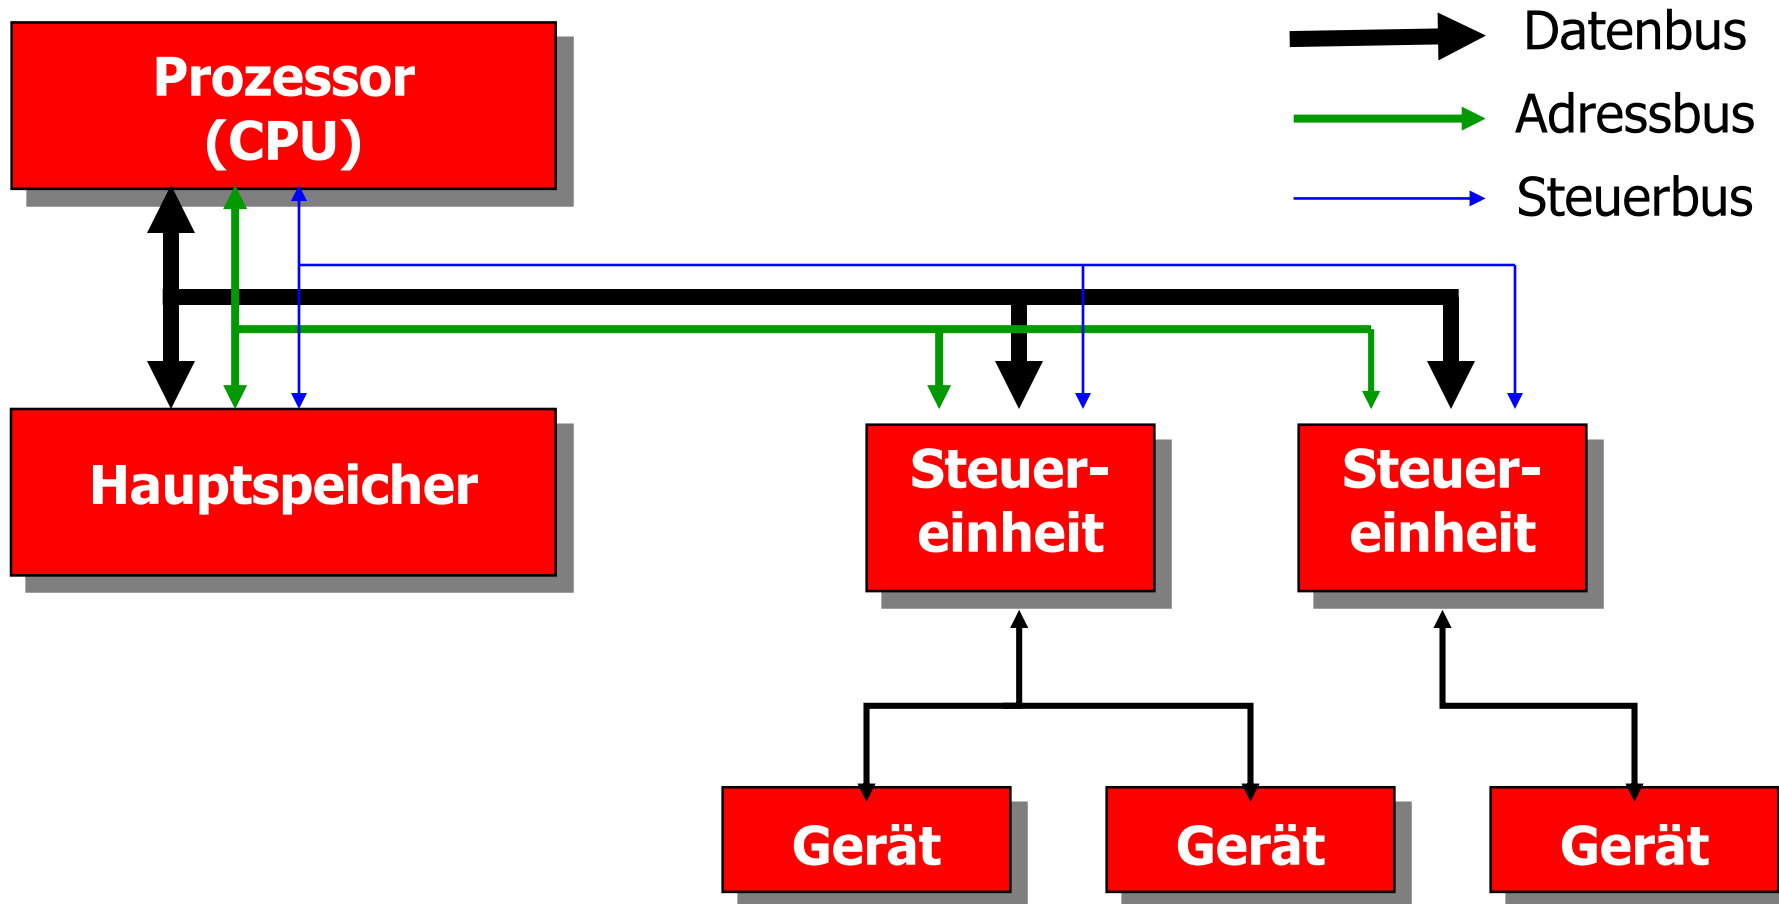 Prozessor
(CPU)
Datenbus
Adressbus
Steuerbus
Hauptspeicher
Steuer-
einheit
Steuer-
einheit
Gerät
Gerät
Gerät